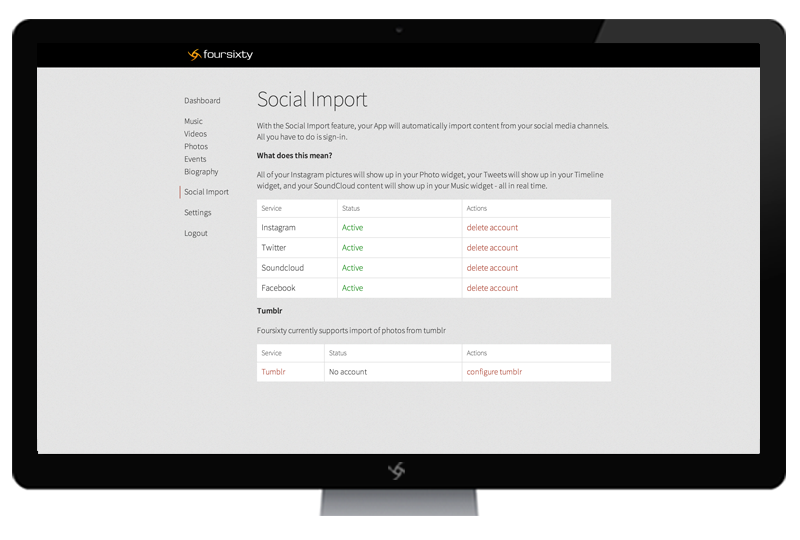 foursixty
Dashboard
Music
Videos
Photos
Events
Biography
Social Import
Settings
Logout
Social Import
With the Social Import feature, your App will automatically import content from your social media channels.
All you have to do is sign-in.
What does this mean?
All of your Instagram pictures will show up in your Photo widget, your Tweets will show up in your Timeline
widget, and your SoundCloud content will show up in your Music widget - all in real time.
Service Status Actions
Instagram Active delete account
Twitter Active delete account
Soundcloud Active delete account
Facebook Active delete account
Tumblr
Foursixty currently supports import of photos from tumblr
Service Status Actions
Tumblr No account configure tumblr